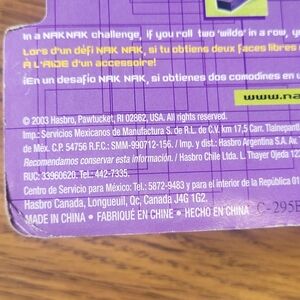 In a NAKNAK challenge, if you roll two 'wilds' in a row, y
Lors d'un défi NAK NAK, si tu obtiens deux faces libres
À L'AIDE d'un accessoire!
¡En un desafío NAK NAK, si obtienes dos comodines en u
www.na
© 2003 Hasbro, Pawtucket, RI 02862, USA. All rights reserved.
Imp.: Servicios Mexicanos de Manufactura S. de R.L. de C.V. km 17,5 Carr. Tlalnepant
de Méx. C.P. 54756 R.F.C.: SMM-990712-156. / Imp. y dist.: Hasbro Argentina S.A. Av.
Recomendamos conservar esta información. / Hasbro Chile Ltda. L. Thayer Ojeda 12
RUC: 33960620. Tel.: 442-7335.
Centro de Servicio para México: Tel.: 5872-9483 y para el interior de la República 01
Hasbro Canada, Longueuil, Qc, Canada J4G 1G2.
MADE IN CHINA • FABRIQUÉ EN CHINE • HECHO EN CHINA C-295